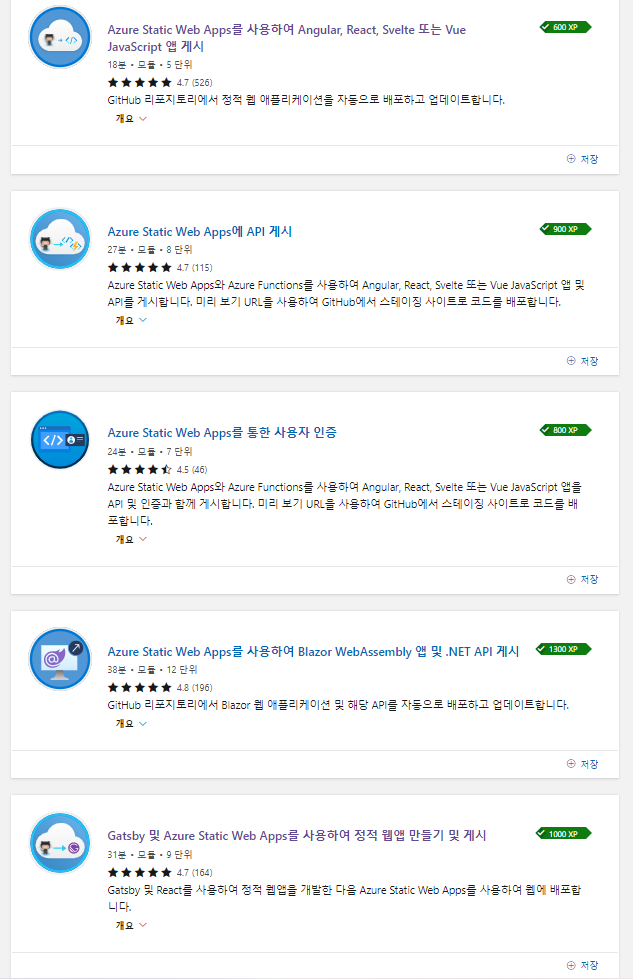 Azure Static Web Apps를 사용하여 Angular, React, Svelte 또는 Vue
JavaScript 앱 게시
600 XP
18분 • 모듈 • 5 단위
4.7 (526)
GitHub 리포지토리에서 정적 웹 애플리케이션을 자동으로 배포하고 업데이트합니다.
개요
저장
Azure Static Web Apps에 API 게시
900 XP
27분 • 모듈 • 8 단위
4.7 (115)
Azure Static Web Apps와 Azure Functions를 사용하여 Angular, React, Svelte 또는 Vue JavaScript 앱 및
API를 게시합니다. 미리 보기 URL을 사용하여 GitHub에서 스테이징 사이트로 코드를 배포합니다.
개요
저장
Azure Static Web Apps를 통한 사용자 인증
800 XP
24분 • 모듈 • 7 단위
4.5 (46)
Azure Static Web Apps와 Azure Functions를 사용하여 Angular, React, Svelte 또는 Vue JavaScript 앱을
API 및 인증과 함께 게시합니다. 미리 보기 URL을 사용하여 GitHub에서 스테이징 사이트로 코드를 배
포합니다.
개요
저장
Azure Static Web Apps를 사용하여 Blazor WebAssembly 앱 및 .NET API 게시
1300 XP
38분 • 모듈 • 12 단위
4.8 (196)
GitHub 리포지토리에서 Blazor 웹 애플리케이션 및 해당 API를 자동으로 배포하고 업데이트합니다.
개요
저장
Gatsby 및 Azure Static Web Apps를 사용하여 정적 웹앱 만들기 및 게시
1000 XP
31분 • 모듈 • 9 단위
4.7 (164)
Gatsby 및 React를 사용하여 정적 웹앱을 개발한 다음 Azure Static Web Apps를 사용하여 웹에 배포합
니다.
개요
저장